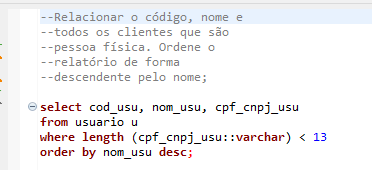 --Relacionar o código, nome e
--todos os clientes que são
--pessoa física. Ordene o
--relatório de forma
--descendente pelo nome;
select cod_usu, nom_usu, cpf_cnpj_usu
from usuario u
where length (cpf_cnpj_usu::varchar) < 13
order by nom_usu desc;